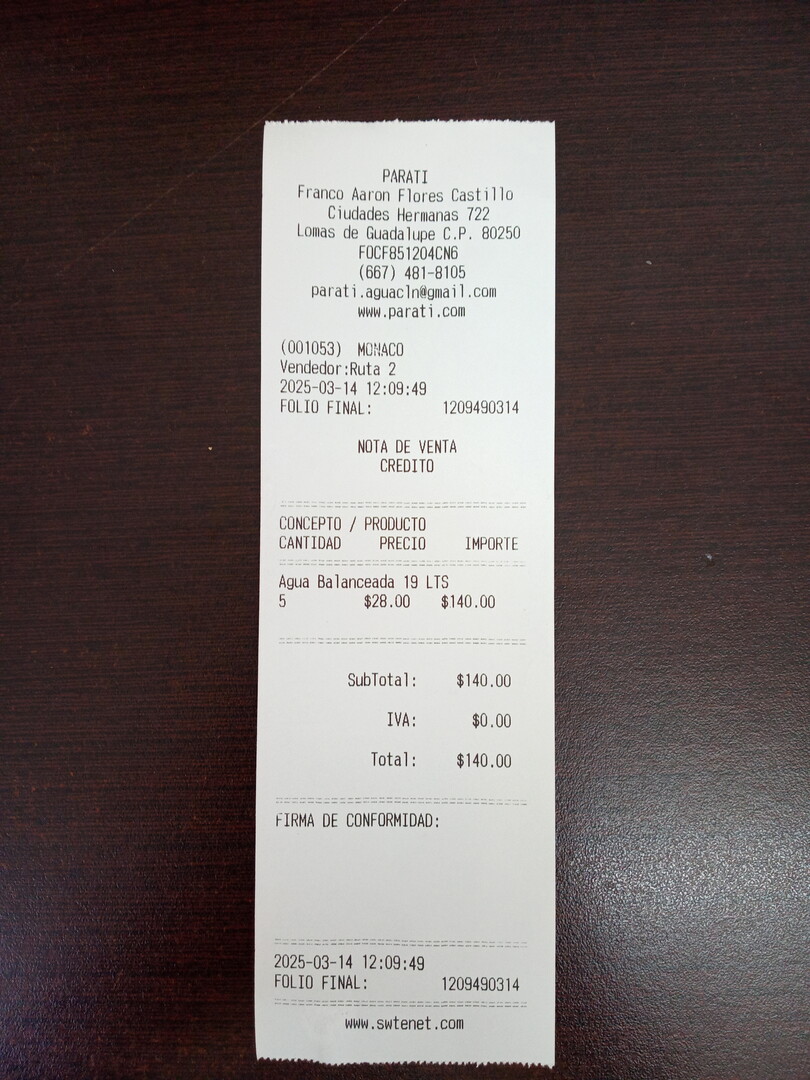 PARATI
Franco Aaron Flores Castillo
Ciudades Hermanas 722
Lomas de Guadalupe C.P. 80250
FOCF851204CN6
(667) 481-8105
parati.aguacln@gmail.com
www.parati.com
(001053) MONACO
Vendedor:Ruta 2
2025-03-14 12:09:49
FOLIO FINAL: 1209490314
NOTA DE VENTA
CREDITO
CONCEPTO / PRODUCTO
CANTIDAD PRECIO IMPORTE
Agua Balanceada 19 LTS
5 $28.00 $140.00
SubTotal: $140.00
IVA: $0.00
Total: $140.00
FIRMA DE CONFORMIDAD:
2025-03-14 12:09:49
FOLIO FINAL: 1209490314
www.swtenet.com